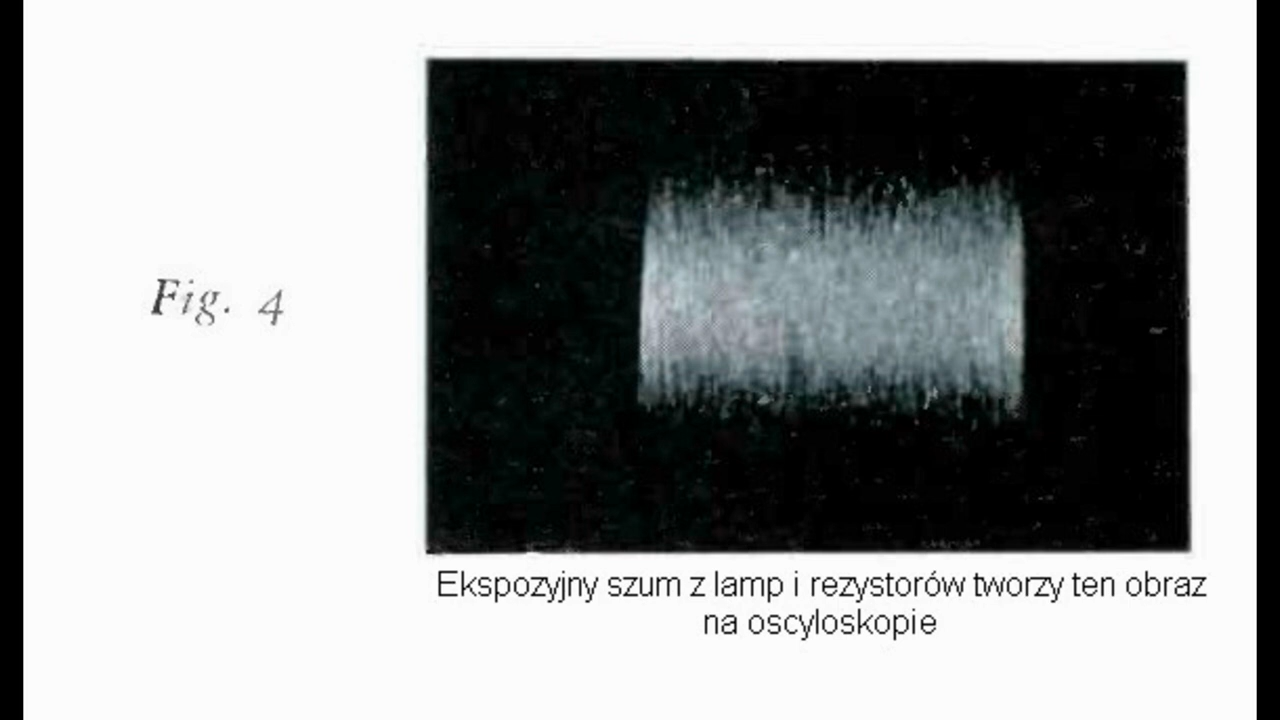 Fig. 4
Ekspozyjny szum z lamp i rezystorów tworzy ten obraz
na oscyloskopie